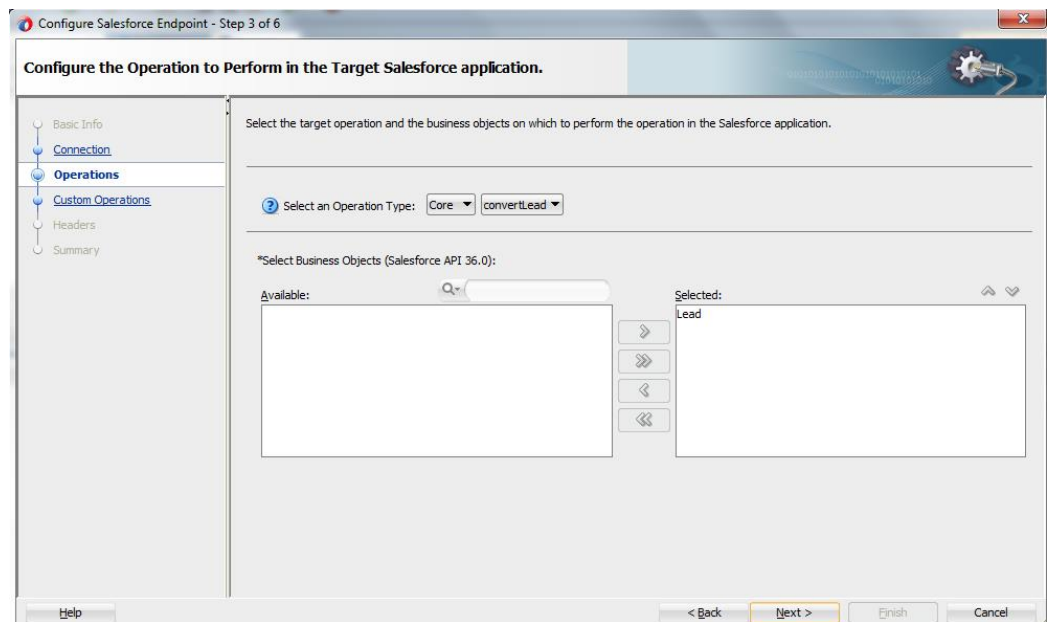 Configure Salesforce Endpoint - Step 3 of 6
X
Configure the Operation to Perform in the Target Salesforce application.
Basic Info
Connection
Operations
Custom Operations
Headers
Summary
Select the target operation and the business objects on which to perform the operation in the Salesforce application.
? Select an Operation Type: Core convertLead
*Select Business Objects (Salesforce API 36.0):
Available:
Selected:
Lead
Help
< Back Next > Finish Cancel